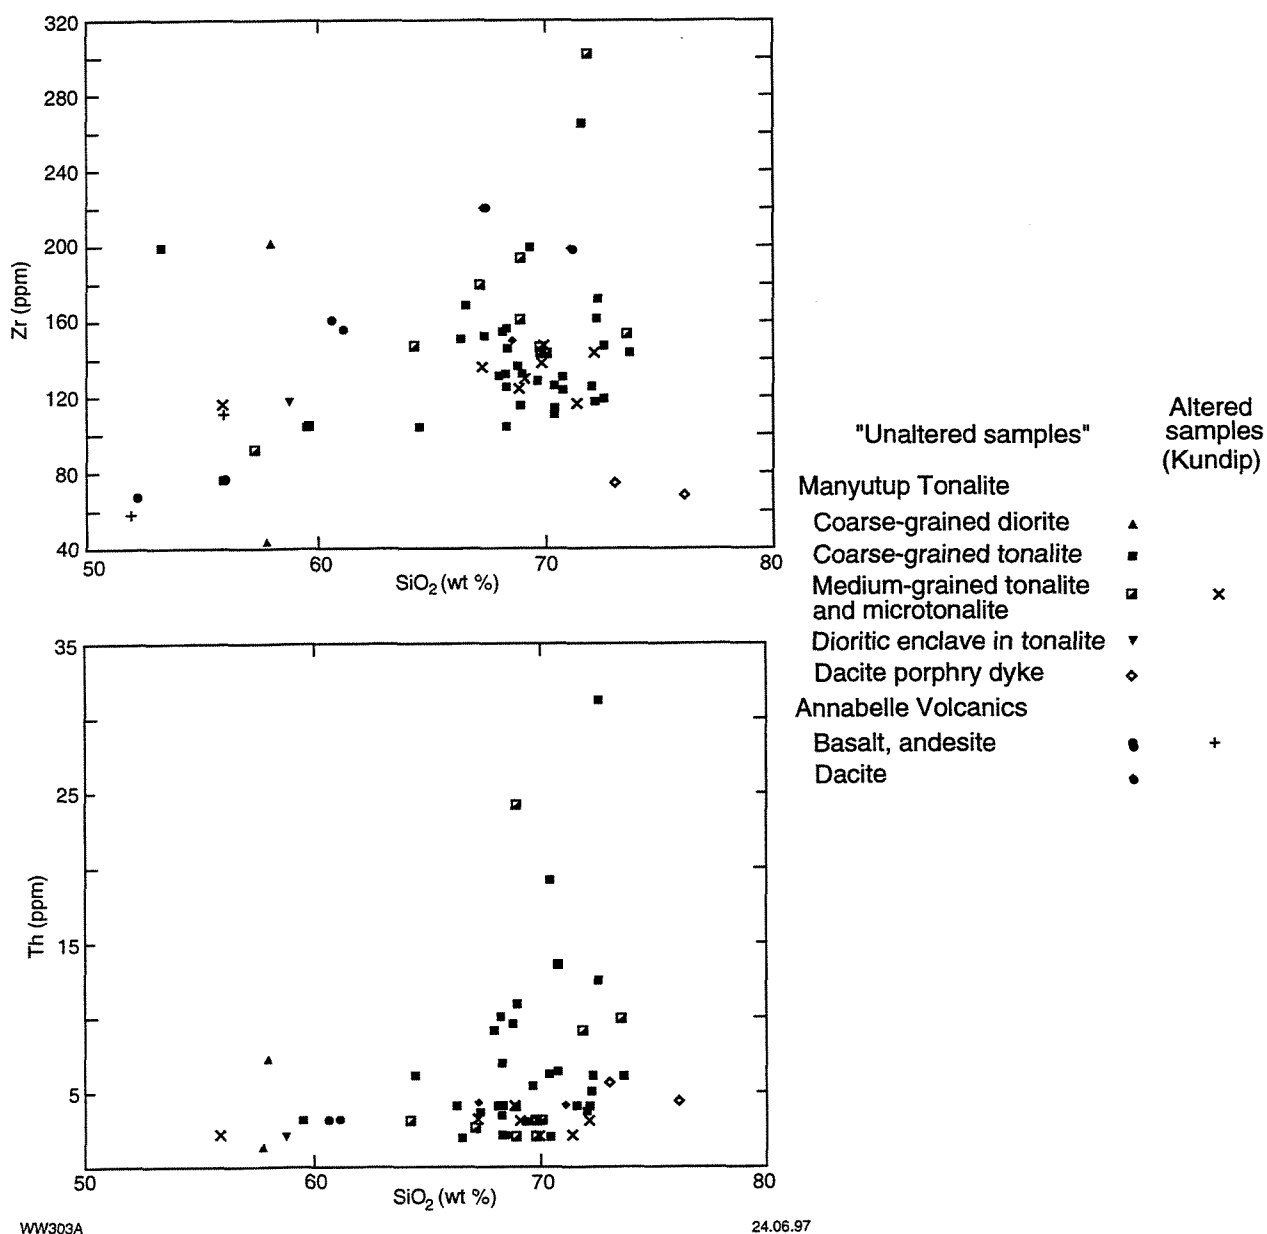 320
280
240
200
160
120
80
40
Zr (ppm)
50
60
70
80
SiO2 (wt %)
35
25
15
5
Th (ppm)
50
60
70
80
SiO2 (wt %)
"Unaltered samples"
Altered
samples
(Kundip)
Manyutup Tonalite
Coarse-grained diorite
Coarse-grained tonalite
Medium-grained tonalite
and microtonalite
Dioritic enclave in tonalite
Dacite porphry dyke
Annabelle Volcanics
Basalt, andesite
Dacite
WW303A
24.06.97